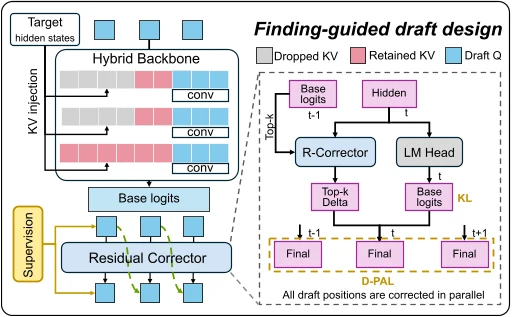 Target
hidden states
KV injection
Hybrid Backbone
conv
conv
conv
Base logits
Supervision
Residual Corrector
Finding-guided draft design
Dropped KV
Retained KV
Draft Q
Base
logits
t-1
Hidden
t
Top-k
R-Corrector
LM Head
t
Top-k
Delta
Base
logits
KL
t-1
t
t+1
Final
Final
Final
D-PAL
All draft positions are corrected in parallel